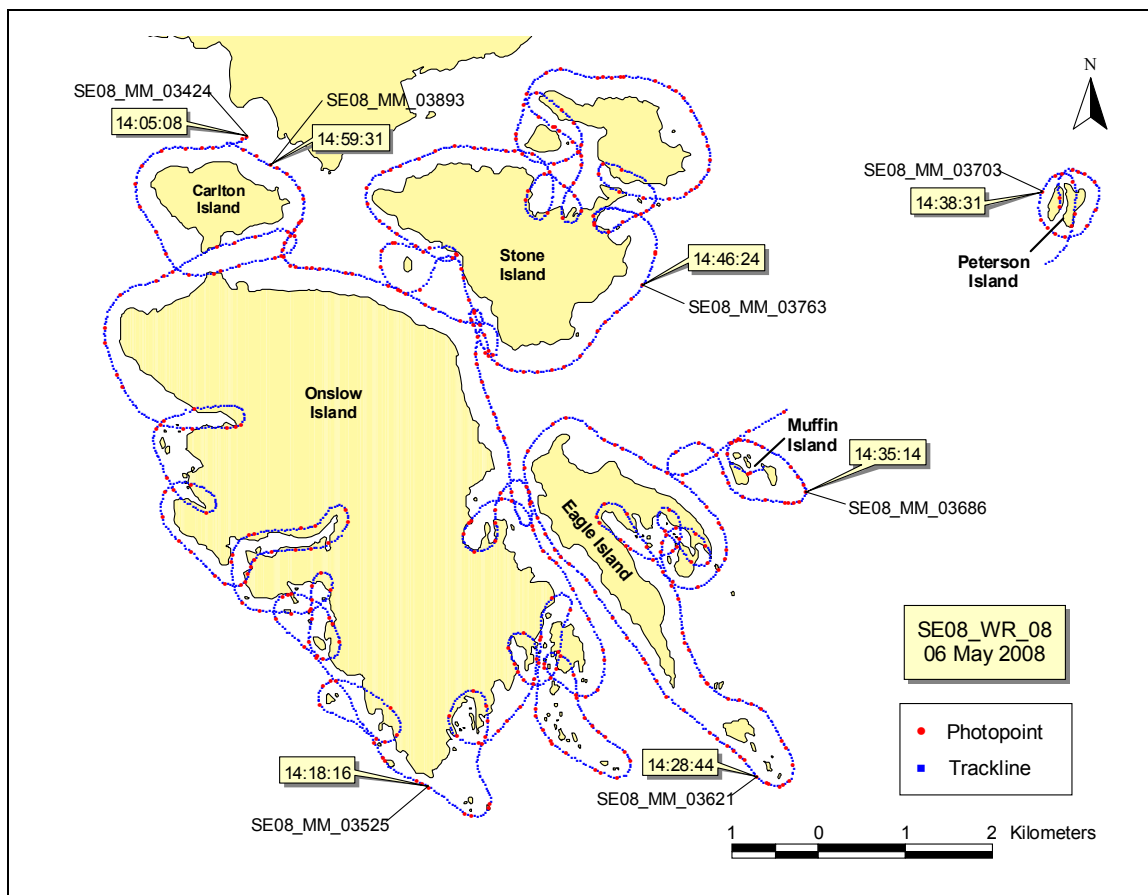 N
SE08_MM_03424
SE08_MM_03893
14:05:08
14:59:31
SE08_MM_03703
14:38:31
Carlton
Island
Stone
Island
14:46:24
Peterson
Island
SE08_MM_03763
Onslow
Island
Muffin
Island
14:35:14
SE08_MM_03686
Eagle Island
SE08_WR_08
06 May 2008
Photopoint
Trackline
14:18:16
14:28:44
SE08_MM_03621
SE08_MM_03525
1 0 1 2 Kilometers